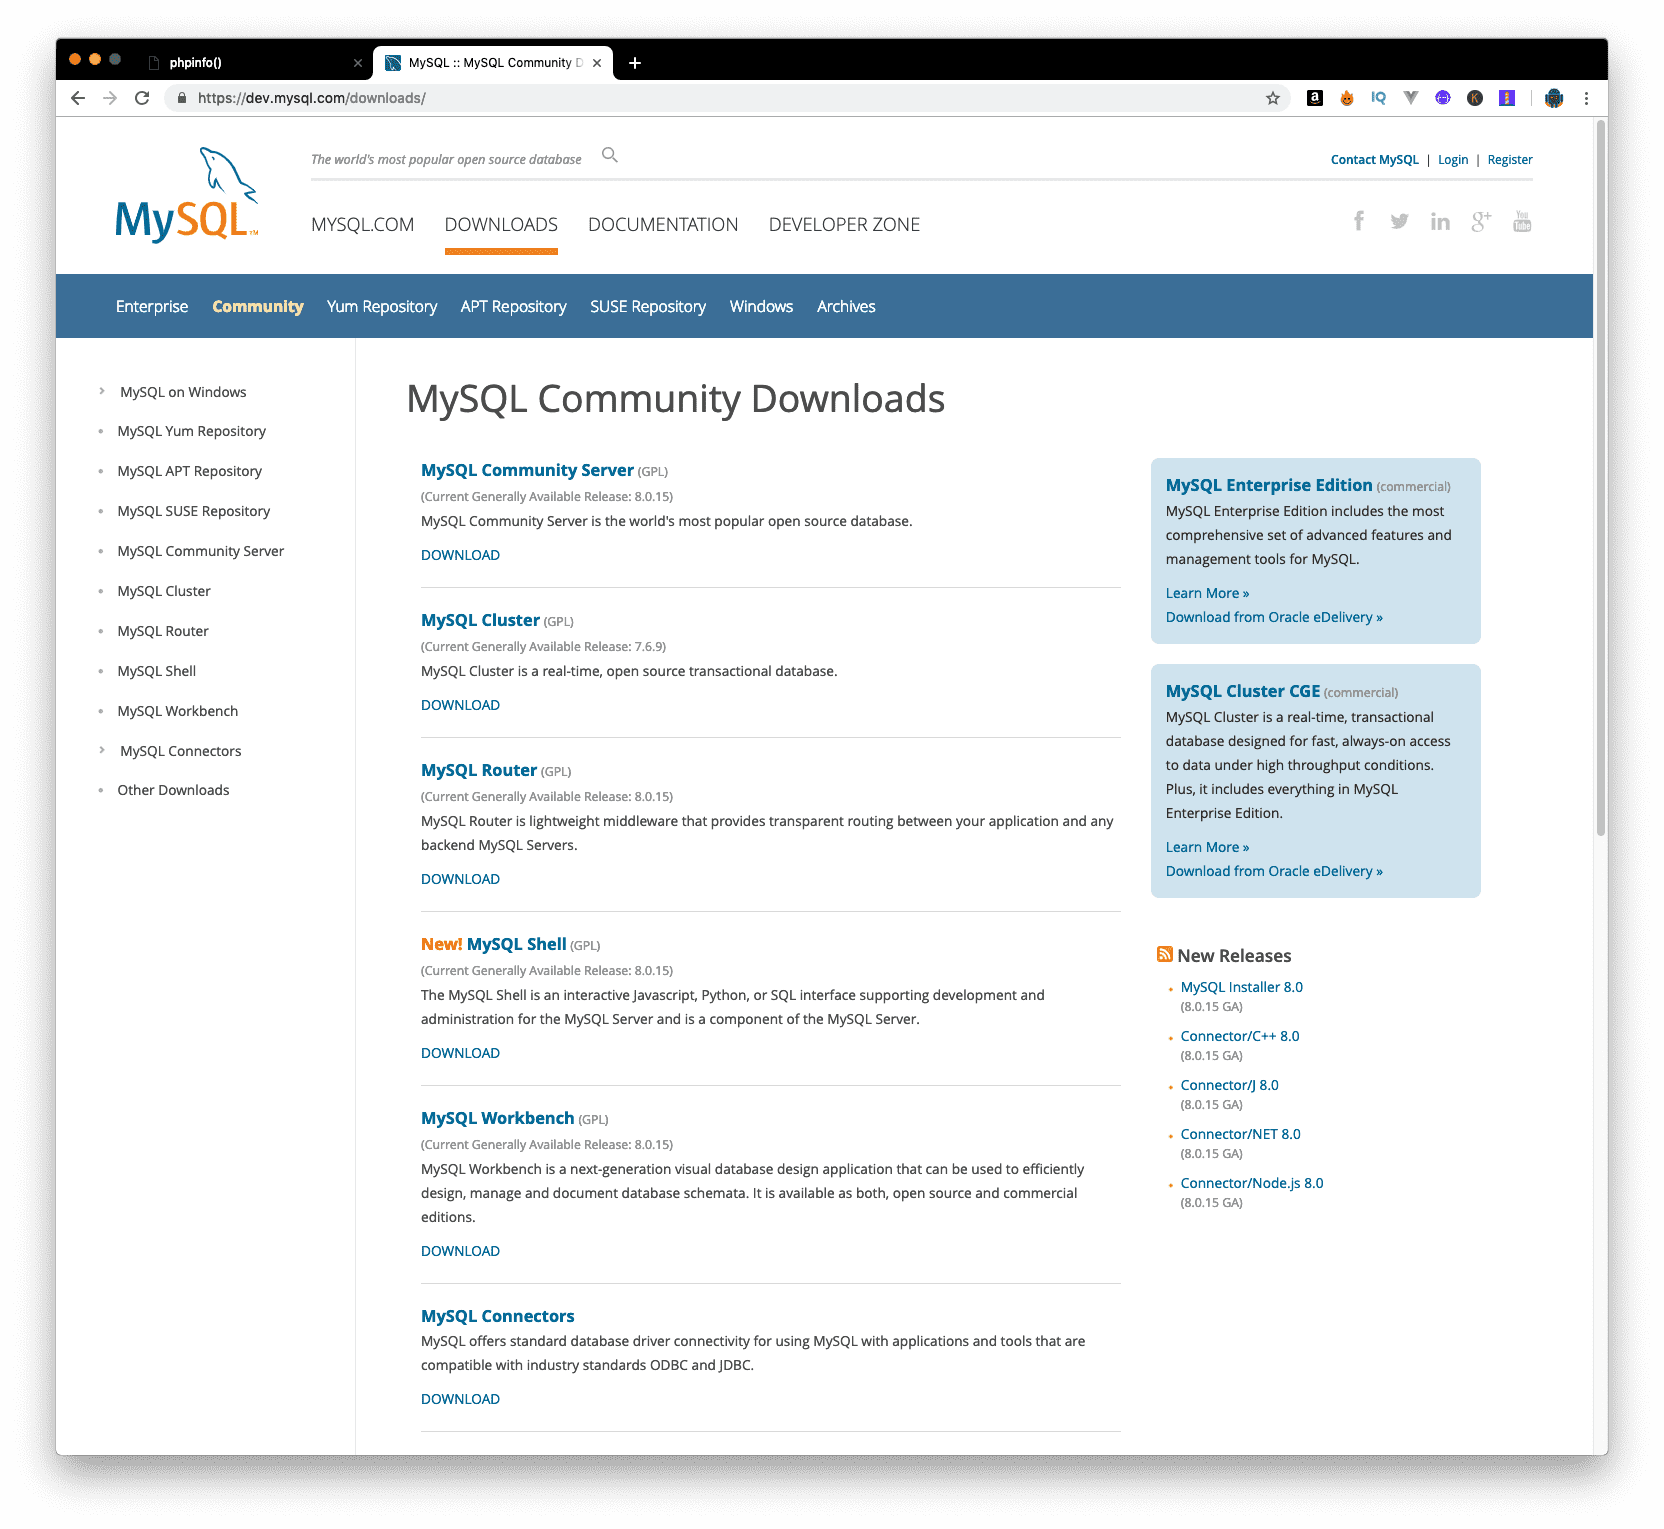 phpinfo()
MySQL :: MySQL Community D
https://dev.mysql.com/downloads/
MySQL™
The world's most popular open source database
Contact MySQL | Login | Register
MYSQL.COM DOWNLOADS DOCUMENTATION DEVELOPER ZONE
Enterprise Community Yum Repository APT Repository SUSE Repository Windows Archives
MySQL on Windows
MySQL Yum Repository
MySQL APT Repository
MySQL SUSE Repository
MySQL Community Server
MySQL Cluster
MySQL Router
MySQL Shell
MySQL Workbench
MySQL Connectors
Other Downloads
MySQL Community Downloads
MySQL Community Server (GPL)
(Current Generally Available Release: 8.0.15)
MySQL Community Server is the world's most popular open source database.
DOWNLOAD
MySQL Cluster (GPL)
(Current Generally Available Release: 7.6.9)
MySQL Cluster is a real-time, open source transactional database.
DOWNLOAD
MySQL Router (GPL)
(Current Generally Available Release: 8.0.15)
MySQL Router is lightweight middleware that provides transparent routing between your application and any
backend MySQL Servers.
DOWNLOAD
New! MySQL Shell (GPL)
(Current Generally Available Release: 8.0.15)
The MySQL Shell is an interactive Javascript, Python, or SQL interface supporting development and
administration for the MySQL Server and is a component of the MySQL Server.
DOWNLOAD
MySQL Workbench (GPL)
(Current Generally Available Release: 8.0.15)
MySQL Workbench is a next-generation visual database design application that can be used to efficiently
design, manage and document database schemata. It is available as both, open source and commercial
editions.
DOWNLOAD
MySQL Connectors
MySQL offers standard database driver connectivity for using MySQL with applications and tools that are
compatible with industry standards ODBC and JDBC.
DOWNLOAD
MySQL Enterprise Edition (commercial)
MySQL Enterprise Edition includes the most
comprehensive set of advanced features and
management tools for MySQL.
Learn More »
Download from Oracle eDelivery »
MySQL Cluster CGE (commercial)
MySQL Cluster is a real-time, transactional
database designed for fast, always-on access
to data under high throughput conditions.
Plus, it includes everything in MySQL
Enterprise Edition.
Learn More »
Download from Oracle eDelivery »
New Releases
MySQL Installer 8.0
(8.0.15 GA)
Connector/C++ 8.0
(8.0.15 GA)
Connector/J 8.0
(8.0.15 GA)
Connector/NET 8.0
(8.0.15 GA)
Connector/Node.js 8.0
(8.0.15 GA)